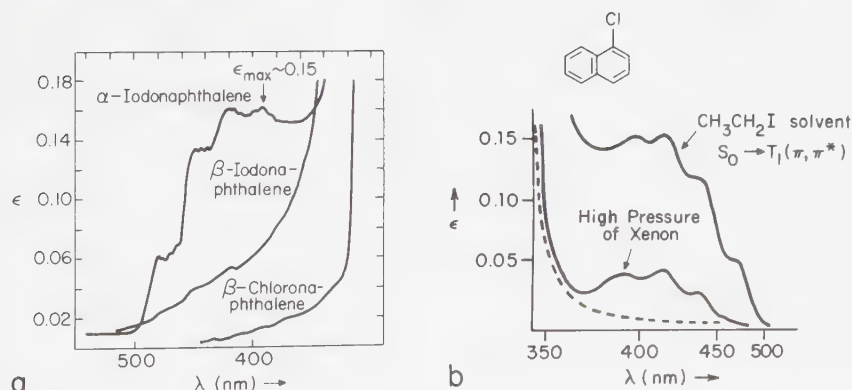 0.18
0.14
0.10
ε
0.06
0.02
ε max ~0.15
α-Iodonaphthalene
β-Iodona-
phthalene
β-Chlorona-
phthalene
500
400
λ (nm) --→
a
Cl
0.15
0.10
0.05
↑
ε
CH₃CH₂I solvent
S₀ → T₁ (π, π*)
High Pressure
of Xenon
350
400
450
500
λ (nm) →
b